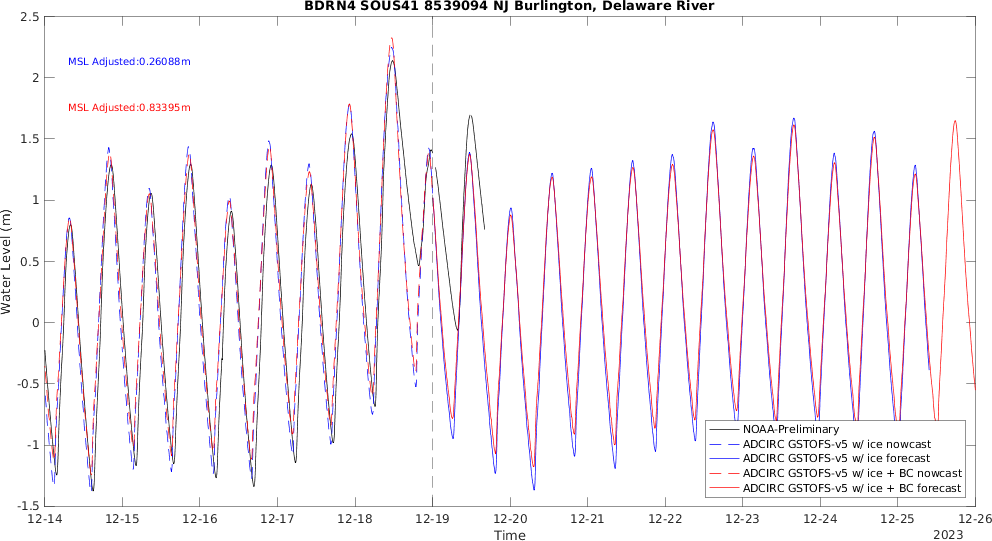 BDRN4 SOUS41 8539094 NJ Burlington, Delaware River
2.5
2
1.5
1
0.5
0
-0.5
-1
-1.5
Water Level (m)
MSL Adjusted:0.26088m
MSL Adjusted:0.83395m
NOAA-Preliminary
ADCIRC GSTOFS-v5 w/ ice nowcast
ADCIRC GSTOFS-v5 w/ ice forecast
ADCIRC GSTOFS-v5 w/ ice + BC nowcast
ADCIRC GSTOFS-v5 w/ ice + BC forecast
12-14 12-15 12-16 12-17 12-18 12-19 12-20 12-21 12-22 12-23 12-24 12-25 12-26
Time
2023